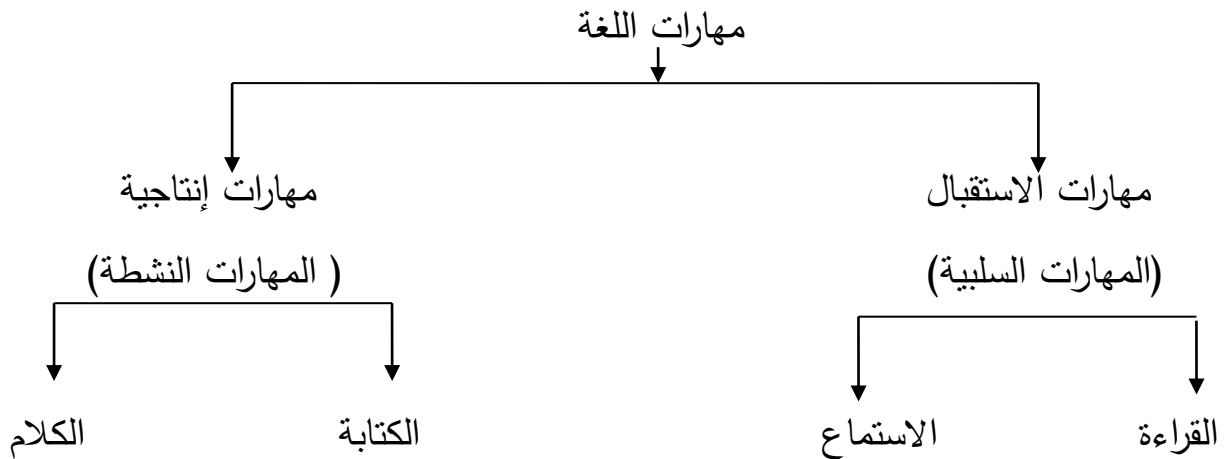 مهارات اللغة
مهارات الاستقبال
مهارات إنتاجية
(المهارات السلبية)
( المهارات النشطة)
القراءة
الاستماع
الكتابة
الكلام